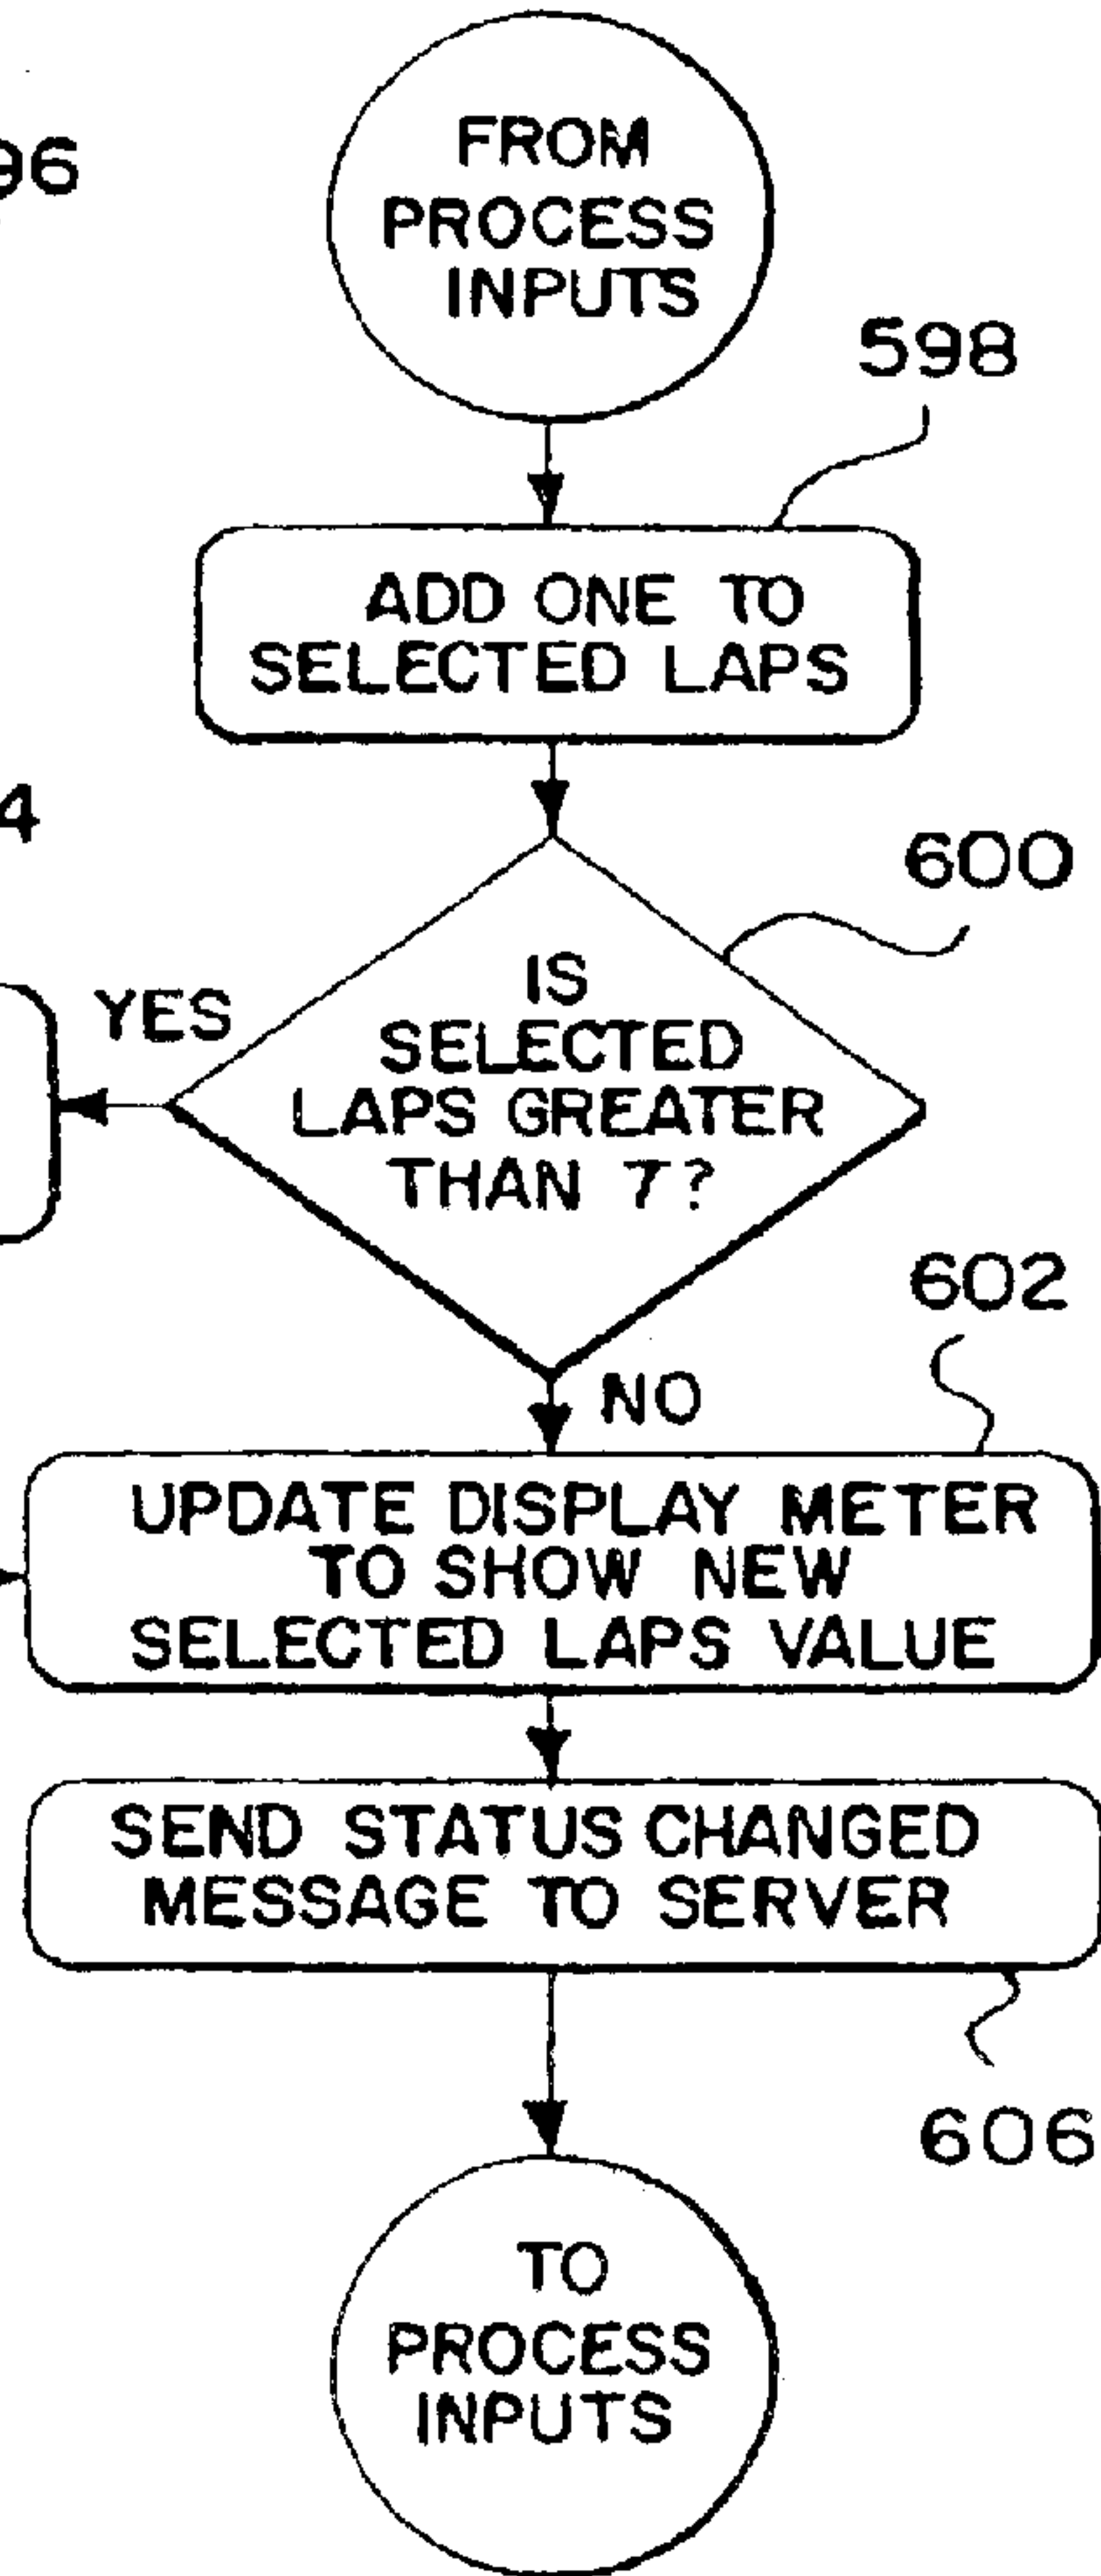 96
FROM
PROCESS
INPUTS
598
ADD ONE TO
SELECTED LAPS
4
600
YES
IS
SELECTED
LAPS GREATER
THAN 7?
602
NO
UPDATE DISPLAY METER
TO SHOW NEW
SELECTED LAPS VALUE
SEND STATUS CHANGED
MESSAGE TO SERVER
606
TO
PROCESS
INPUTS